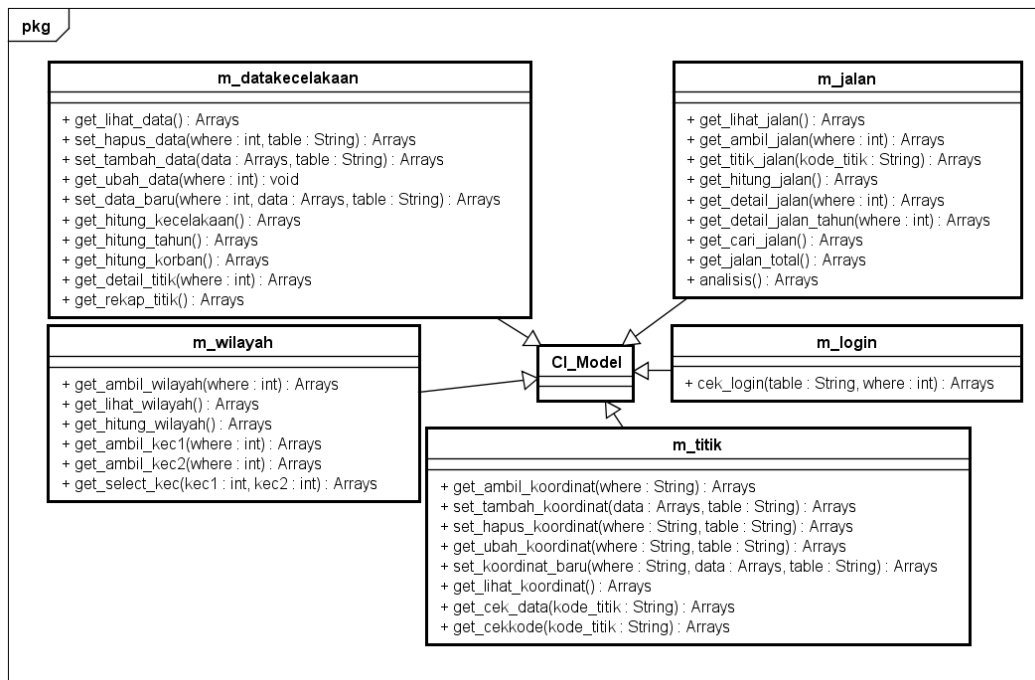 pkg
m_datakecelakaan
+ get_lihat_data() : Arrays
+ set_hapus_data(where : int, table : String) : Arrays
+ set_tambah_data(data : Arrays, table : String) : Arrays
+ get_ubah_data(where : int) : void
+ set_data_baru(where : int, data : Arrays, table : String) : Arrays
+ get_hitung_kecelakaan() : Arrays
+ get_hitung_tahun() : Arrays
+ get_hitung_korban() : Arrays
+ get_detail_titik(where : int) : Arrays
+ get_rekap_titik() : Arrays
m_jalan
+ get_lihat_jalan() : Arrays
+ get_ambil_jalan(where : int) : Arrays
+ get_titik_jalan(kode_titik : String) : Arrays
+ get_hitung_jalan() : Arrays
+ get_detail_jalan(where : int) : Arrays
+ get_detail_jalan_tahun(where : int) : Arrays
+ get_cari_jalan() : Arrays
+ get_jalan_total() : Arrays
+ analisis() : Arrays
m_wilayah
+ get_ambil_wilayah(where : int) : Arrays
+ get_lihat_wilayah() : Arrays
+ get_hitung_wilayah() : Arrays
+ get_ambil_kec1(where : int) : Arrays
+ get_ambil_kec2(where : int) : Arrays
+ get_select_kec(kec1 : int, kec2 : int) : Arrays
CI_Model
m_login
+ cek_login(table : String, where : int) : Arrays
m_titik
+ get_ambil_koordinat(where : String) : Arrays
+ set_tambah_koordinat(data : Arrays, table : String) : Arrays
+ set_hapus_koordinat(where : String, table : String) : Arrays
+ get_ubah_koordinat(where : String, table : String) : Arrays
+ set_koordinat_baru(where : String, data : Arrays, table : String) : Arrays
+ get_lihat_koordinat() : Arrays
+ get_cek_data(kode_titik : String) : Arrays
+ get_cekkode(kode_titik : String) : Arrays